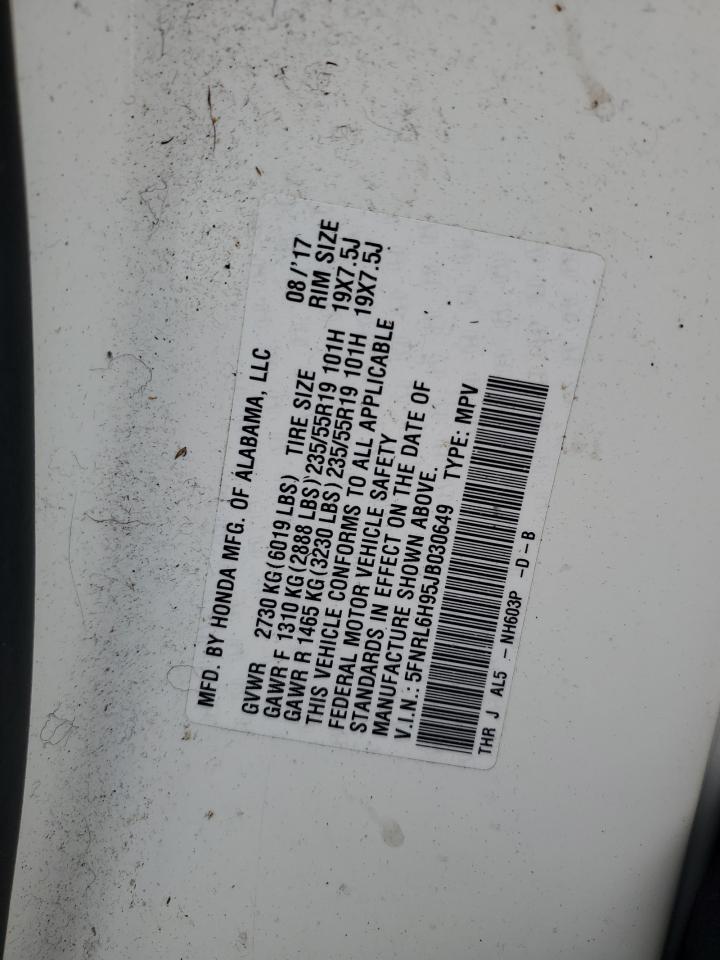 MFD. BY HONDA MFG. OF ALABAMA, LLC
08/'17
GVWR 2730 KG(6019 LBS) TIRE SIZE RIM SIZE
GAWR F 1310 KG(2888 LBS) 235/55R19 101H 19X7.5J
GAWR R 1465 KG(3230 LBS) 235/55R19 101H 19X7.5J
THIS VEHICLE CONFORMS TO ALL APPLICABLE
FEDERAL MOTOR VEHICLE SAFETY
STANDARDS IN EFFECT ON THE DATE OF
MANUFACTURE SHOWN ABOVE.
V.I.N.: 5FNRL6H95JB030649 TYPE: MPV
THR J AL5 -NH603P -D-B